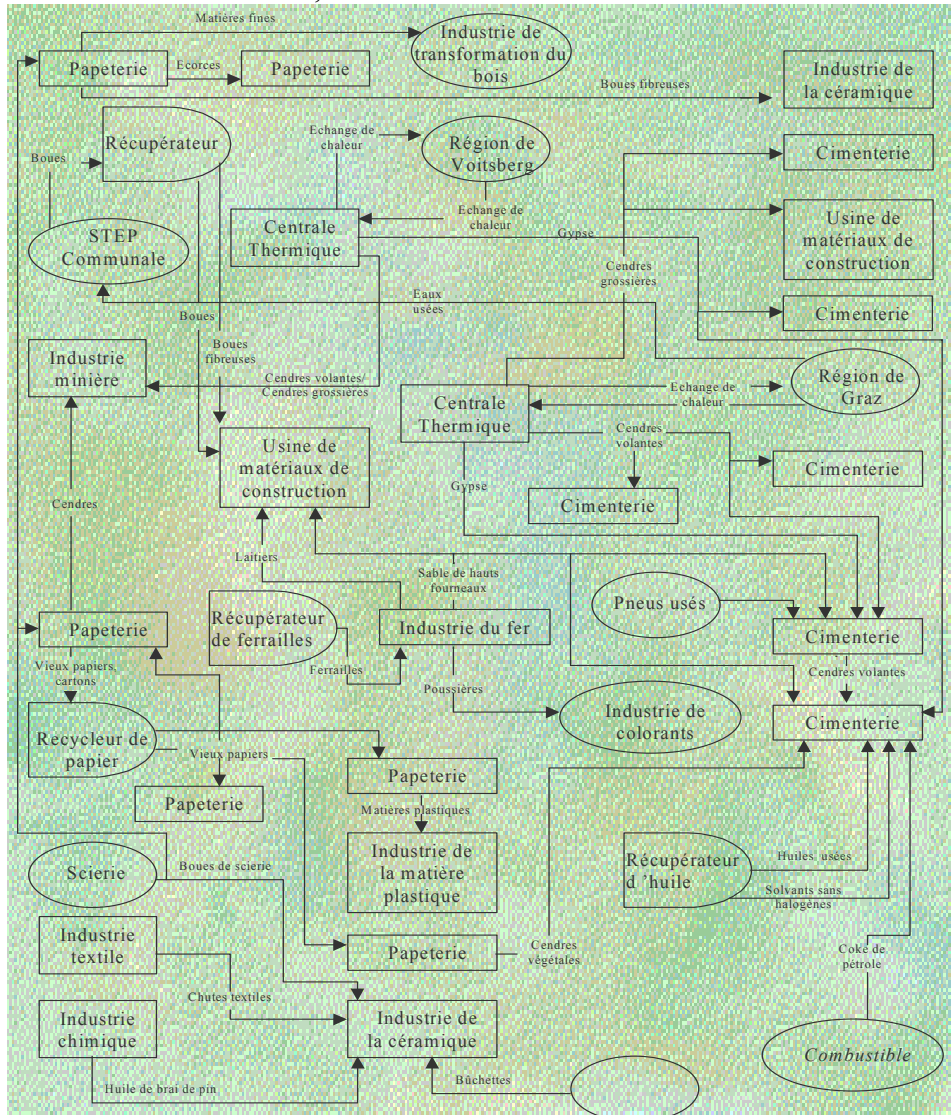 Matières fines
Industrie de
transformation du
bois
Papeterie
Ecorces
Papeterie
Industrie de
la céramique
Boues fibreuses
Récupérateur
Echange de
chaleur
Région de
Voitsberg
Cimenterie
Boues
Echange de
chaleur
STEP
Communale
Centrale
Thermique
Gypse
Usine de
matériaux de
construction
Cendres
grossières
Eaux
usées
Cimenterie
Boues
Boues
fibreuses
Industrie
minière
Cendres volantes/
Cendres grossières
Centrale
Thermique
Echange de
chaleur
Région de
Graz
Usine de
matériaux de
construction
Cendres
volantes
Gypse
Cimenterie
Cimenterie
Cendres
Laitiers
Sable de hauts
fourneaux
Pneus usés
Papeterie
Récupérateur
de ferrailles
Industrie du fer
Cimenterie
Vieux papiers,
cartons
Ferrailles
Poussières
Cendres volantes
Recycleur de
papier
Industrie de
colorants
Cimenterie
Vieux papiers
Papeterie
Papeterie
Matières plastiques
Scierie
Boues de scierie
Industrie de
la matière
plastique
Récupérateur
d 'huile
Huiles usées
Solvants sans
halogènes
Industrie
textile
Papeterie
Cendres
végétales
Coke de
pétrole
Chutes textiles
Industrie
chimique
Industrie de
la céramique
Combustible
Huile de brai de pin
Bûchettes